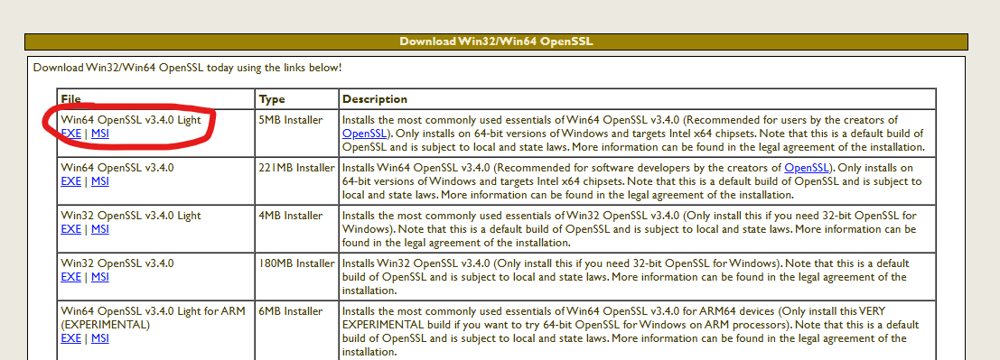 Download Win32/Win64 OpenSSL
Download Win32/Win64 OpenSSL today using the links below!
File Type Description
Win64 OpenSSL v3.4.0 Light
EXE | MSI
5MB Installer
Installs the most commonly used essentials of Win64 OpenSSL v3.4.0 (Recommended for users by the creators of
OpenSSL). Only installs on 64-bit versions of Windows and targets Intel x64 chipsets. Note that this is a default build of
OpenSSL and is subject to local and state laws. More information can be found in the legal agreement of the installation.
Win64 OpenSSL v3.4.0
EXE | MSI
221MB Installer
Installs Win64 OpenSSL v3.4.0 (Recommended for software developers by the creators of OpenSSL). Only installs on
64-bit versions of Windows and targets Intel x64 chipsets. Note that this is a default build of OpenSSL and is subject to
local and state laws. More information can be found in the legal agreement of the installation.
Win32 OpenSSL v3.4.0 Light
EXE | MSI
4MB Installer
Installs the most commonly used essentials of Win32 OpenSSL v3.4.0 (Only install this if you need 32-bit OpenSSL for
Windows). Note that this is a default build of OpenSSL and is subject to local and state laws. More information can be
found in the legal agreement of the installation.
Win32 OpenSSL v3.4.0
EXE | MSI
180MB Installer
Installs Win32 OpenSSL v3.4.0 (Only install this if you need 32-bit OpenSSL for Windows). Note that this is a default
build of OpenSSL and is subject to local and state laws. More information can be found in the legal agreement of the
installation.
Win64 OpenSSL v3.4.0 Light for ARM
(EXPERIMENTAL)
EXE | MSI
6MB Installer
Installs the most commonly used essentials of Win64 OpenSSL v3.4.0 for ARM64 devices (Only install this VERY
EXPERIMENTAL build if you want to try 64-bit OpenSSL for Windows on ARM processors). Note that this is a default
build of OpenSSL and is subject to local and state laws. More information can be found in the legal agreement of the
installation.